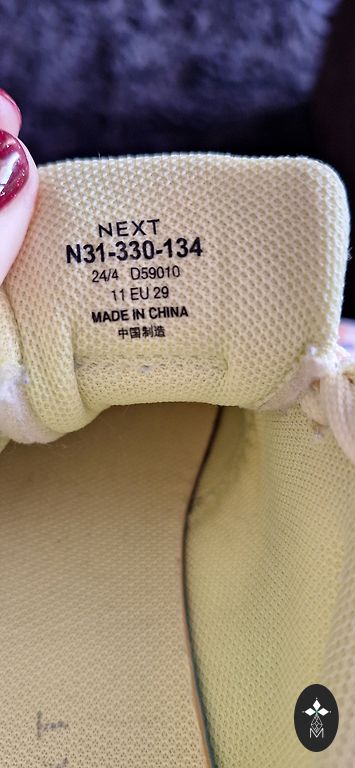 NEXT
N31-330-134
24/4 D59010
11 EU 29
MADE IN CHINA
中国制造
M